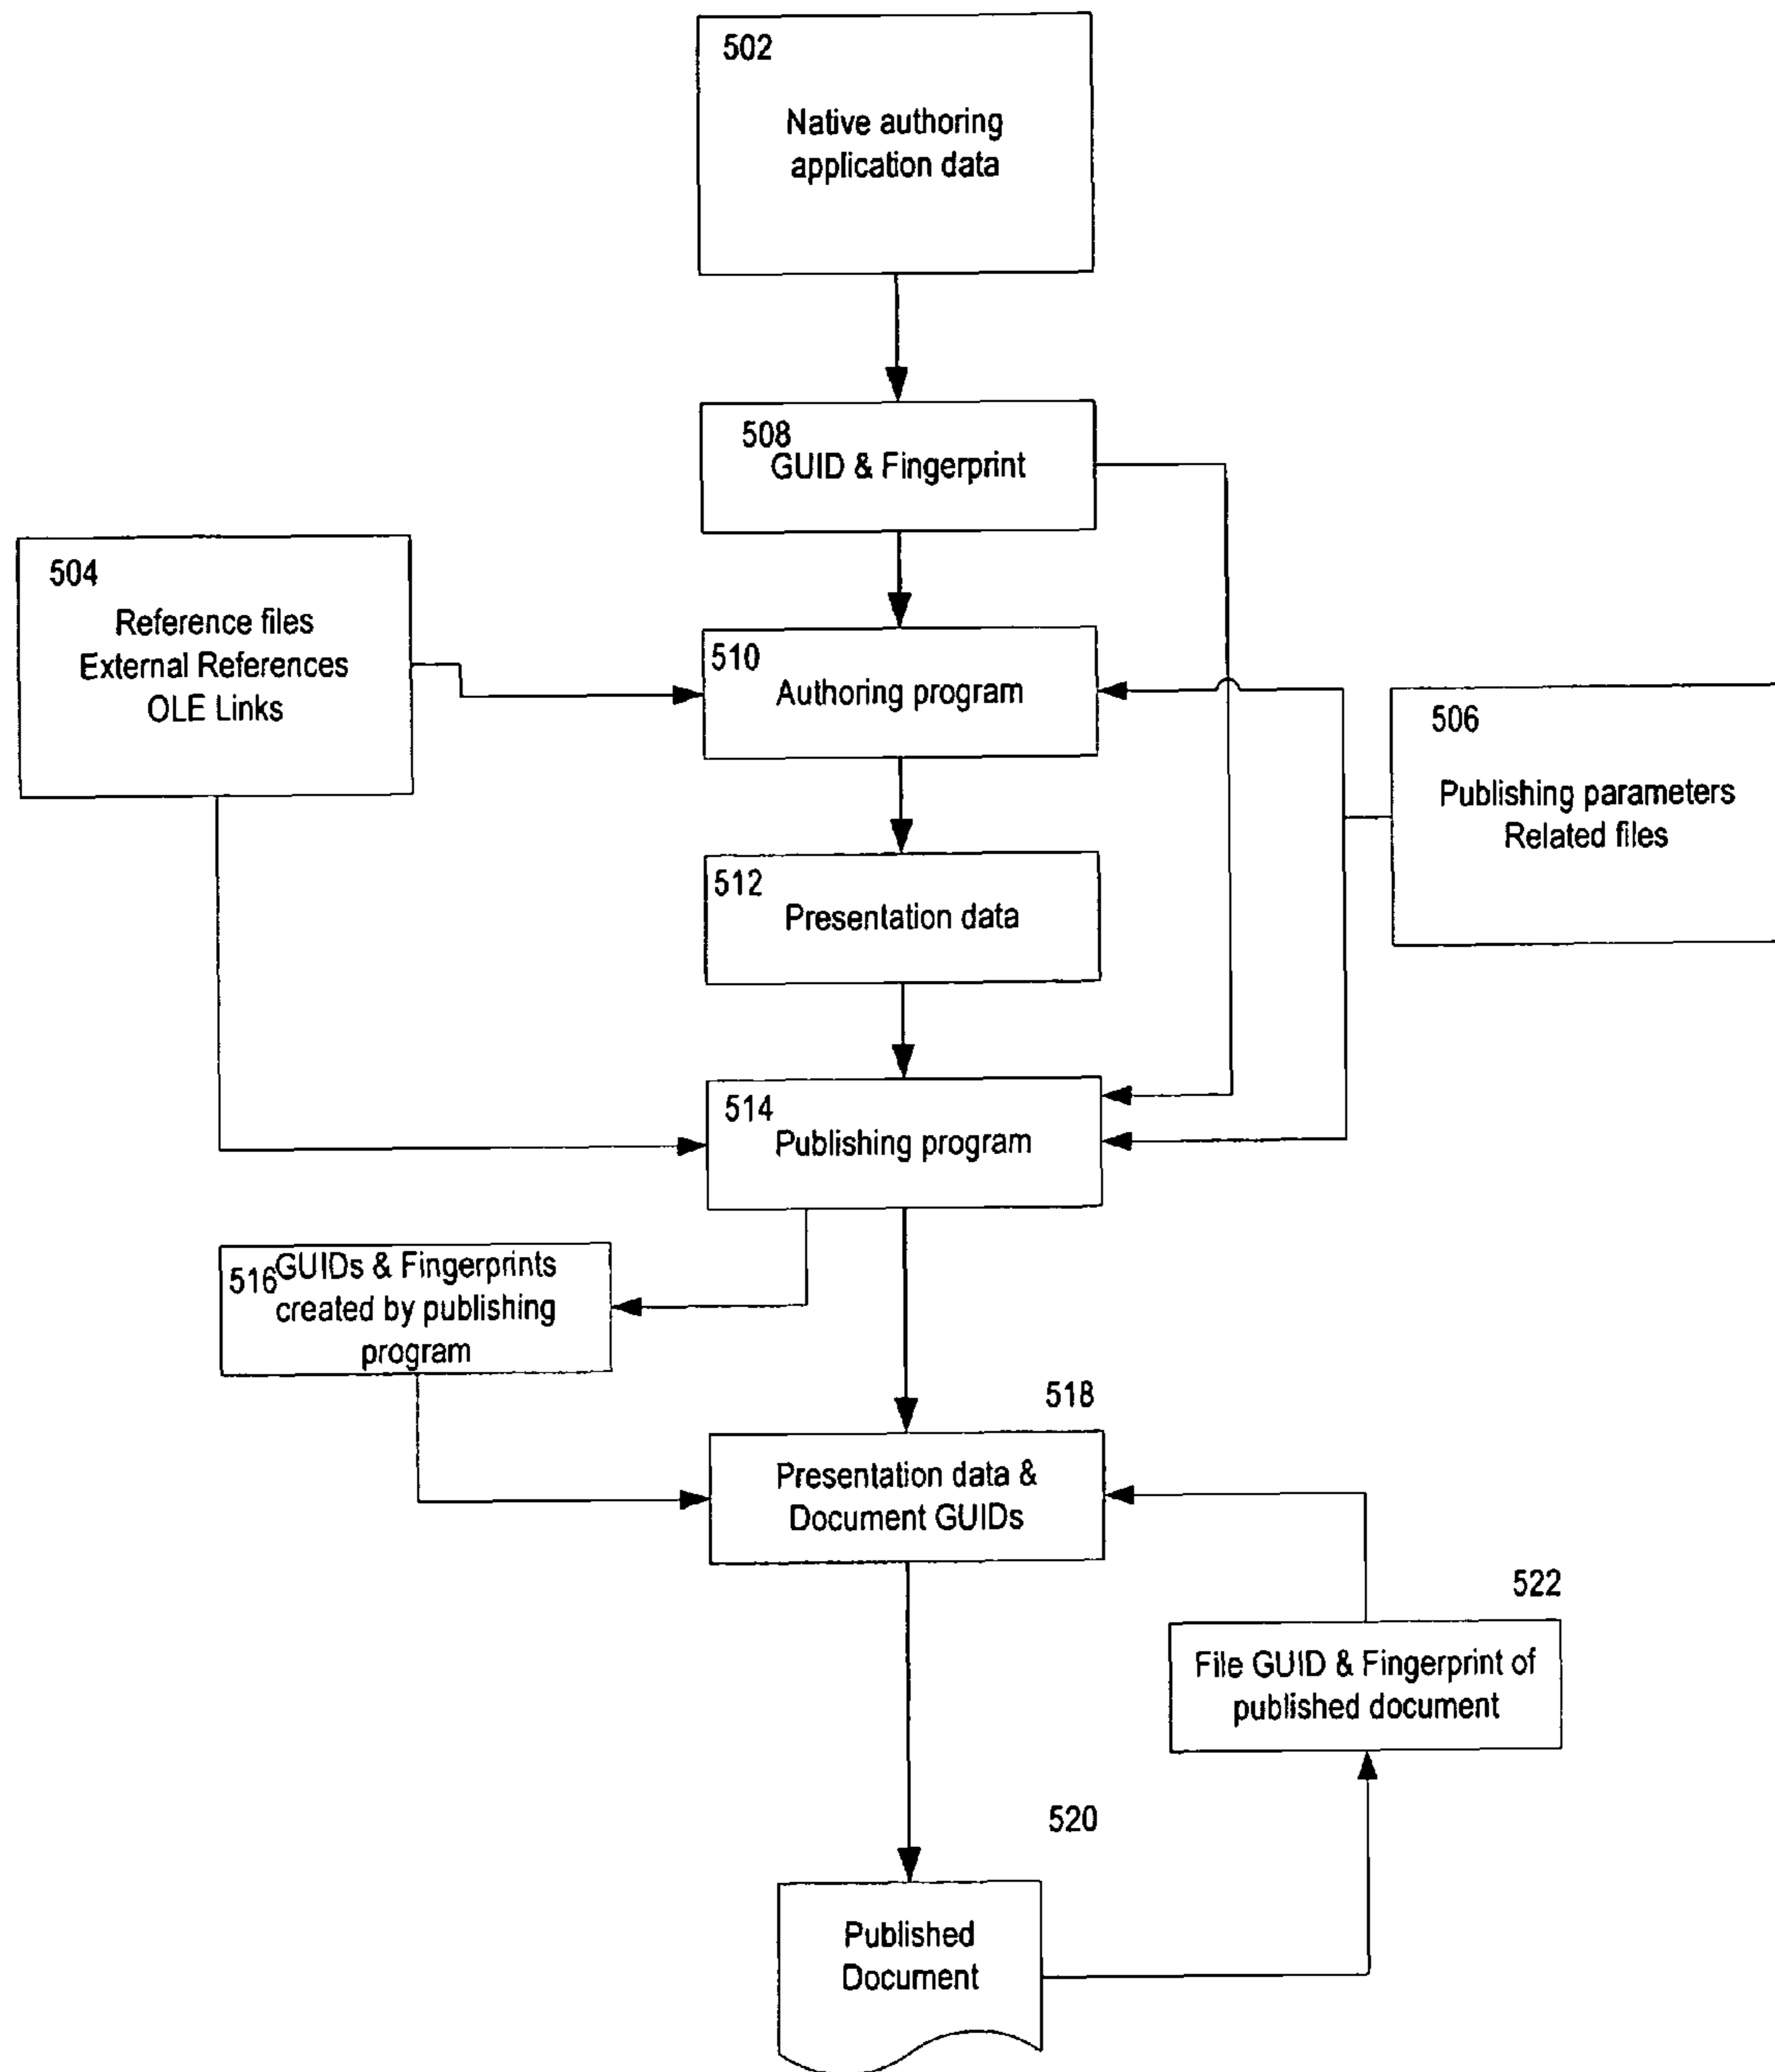 502
Native authoring
application data
508
GUID & Fingerprint
504
Reference files
External References
OLE Links
510
Authoring program
506
Publishing parameters
Related files
512
Presentation data
514
Publishing program
516
GUIDs & Fingerprints
created by publishing
program
518
Presentation data &
Document GUIDs
522
File GUID & Fingerprint of
published document
520
Published
Document